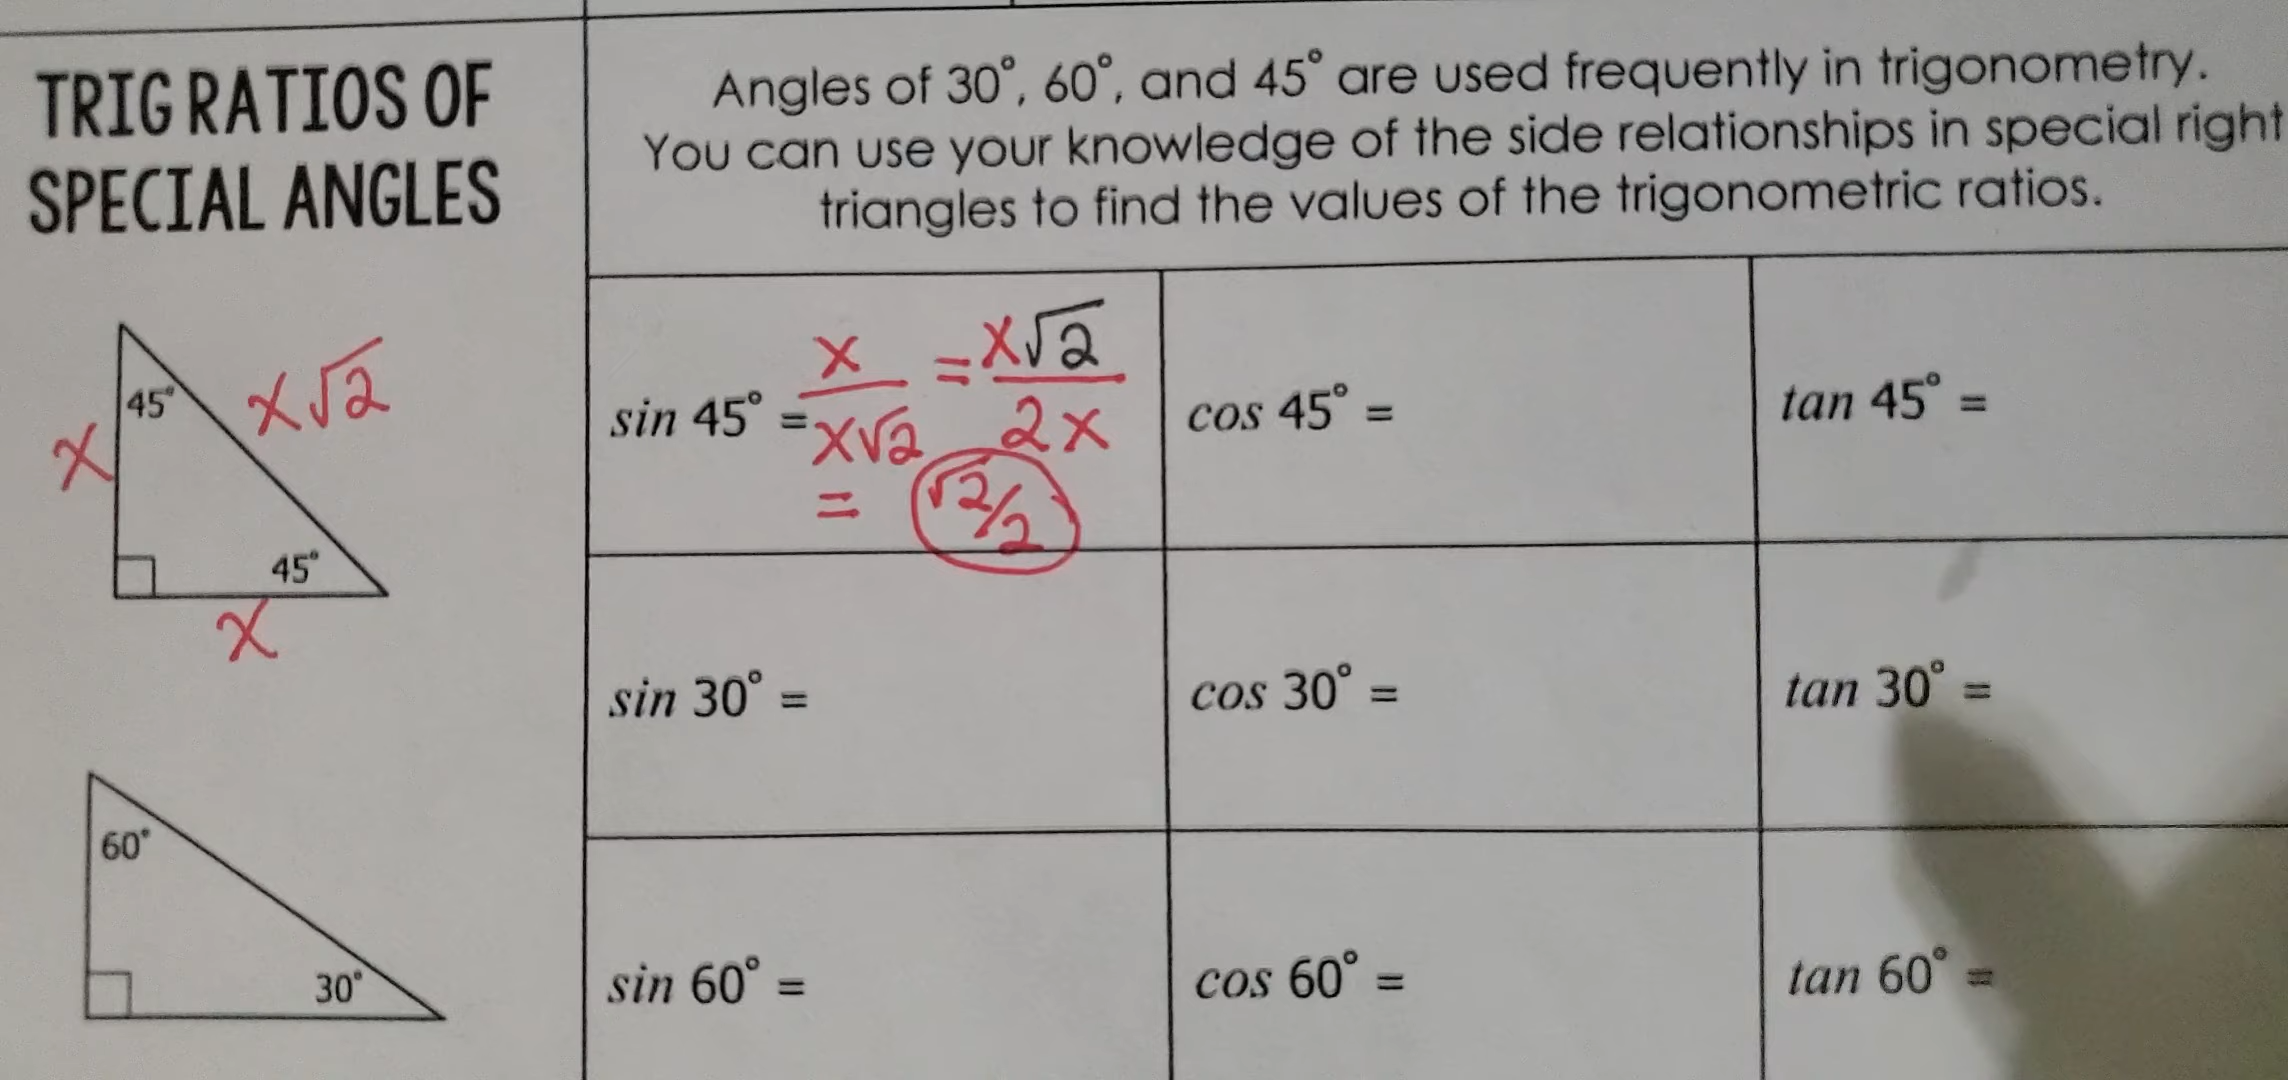 TRIG RATIOS OF
SPECIAL ANGLES
Angles of 30°, 60°, and 45° are used frequently in trigonometry.
You can use your knowledge of the side relationships in special right
triangles to find the values of the trigonometric ratios.
45°
x√2
x
45°
x
sin 45° = x/x√2 = x√2/2x
= √2/2
cos 45° =
tan 45° =
sin 30° =
cos 30° =
tan 30° =
60°
30°
sin 60° =
cos 60° =
tan 60° =